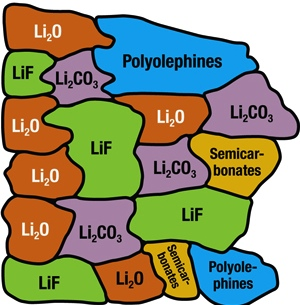 Li₂O
Polyolephines
LiF
Li₂CO₃
Li₂CO₃
Li₂O
Li₂O
LiF
Semicar-
bonates
Li₂CO₃
Li₂O
LiF
Li₂O
Li₂CO₃
LiF
Li₂O
Semicar-
bonates
Polyole-
phines